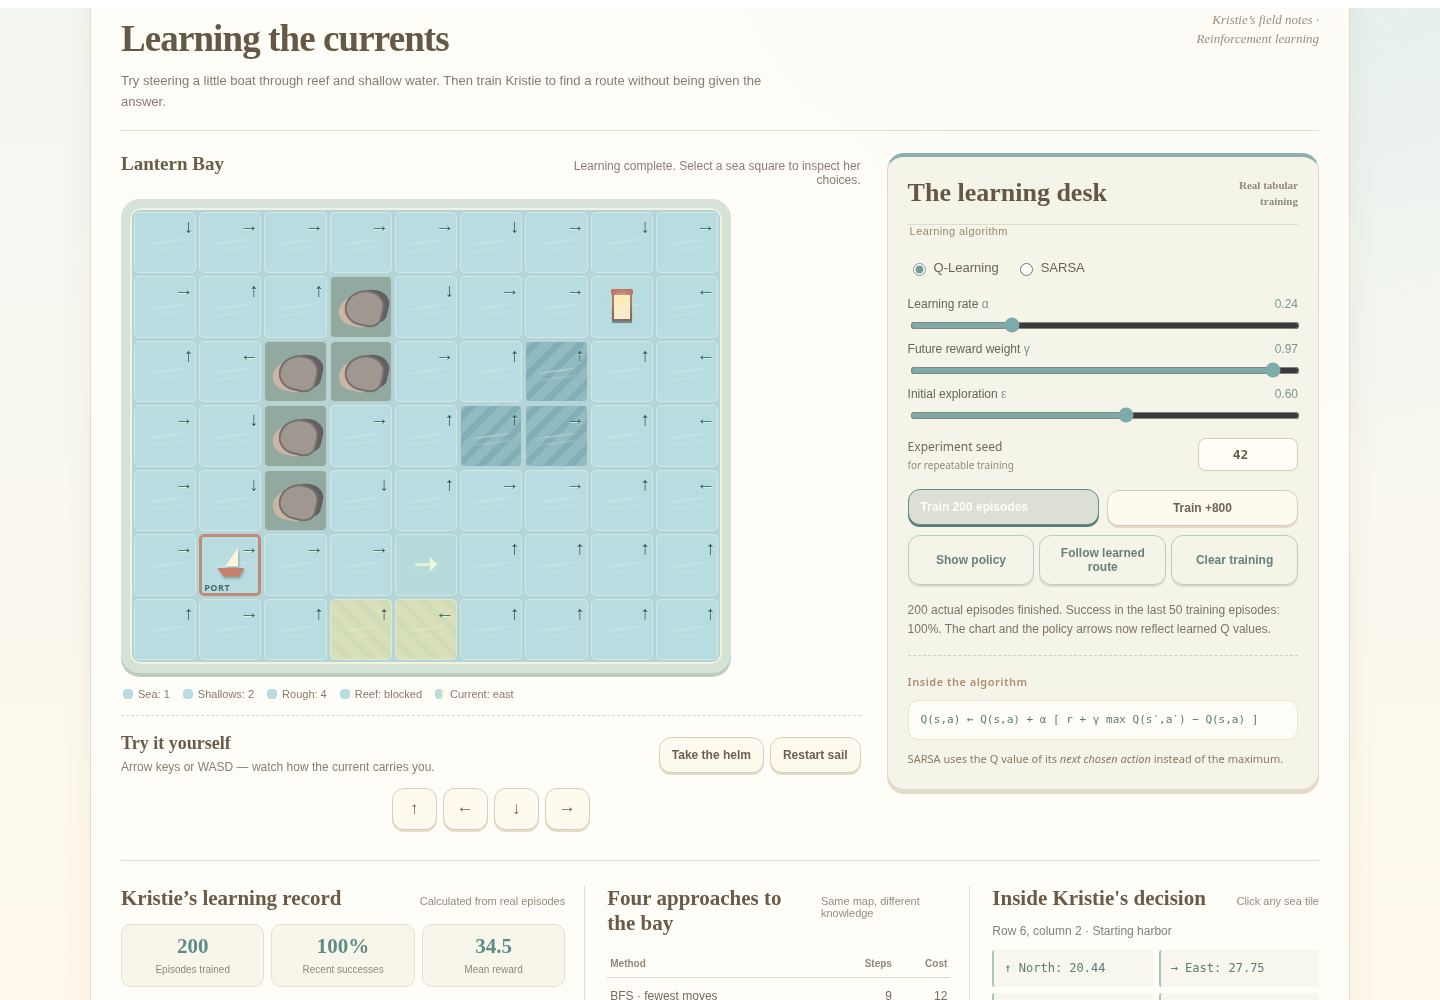 Learning the currents
Kristie’s field notes ·
Reinforcement learning
Try steering a little boat through reef and shallow water. Then train Kristie to find a route without being given the
answer.
Lantern Bay
Learning complete. Select a sea square to inspect her
choices.
↓ → → → → ↓ → ↓ →
→ ↑ ↑ ↓ → → ←
↑ ← → ↑ ↑ ↑ ←
→ ↓ → ↑ ↑ → ↑ ←
→ ↓ ↓ ↑ → → ↑ ←
→ → → → → ↑ ↑ ↑ ↑
PORT
↑ → ↑ ↑ ← ↑ ↑ ↑ ↑
Sea: 1 Shallows: 2 Rough: 4 Reef: blocked Current: east
Try it yourself
Arrow keys or WASD — watch how the current carries you.
Take the helm
Restart sail
↑ ← ↓ →
The learning desk
Real tabular
training
Learning algorithm
Q-Learning SARSA
Learning rate α 0.24
Future reward weight γ 0.97
Initial exploration ε 0.60
Experiment seed
for repeatable training
42
Train 200 episodes
Train +800
Show policy
Follow learned
route
Clear training
200 actual episodes finished. Success in the last 50 training episodes:
100%. The chart and the policy arrows now reflect learned Q values.
Inside the algorithm
Q(s,a) ← Q(s,a) + α [ r + γ max Q(s′,a′) − Q(s,a) ]
SARSA uses the Q value of its next chosen action instead of the maximum.
Kristie’s learning record
Calculated from real episodes
200
Episodes trained
100%
Recent successes
34.5
Mean reward
Four approaches to
the bay
Same map, different
knowledge
Method Steps Cost
BFS · fewest moves 9 12
Inside Kristie's decision
Click any sea tile
Row 6, column 2 · Starting harbor
↑ North: 20.44
→ East: 27.75